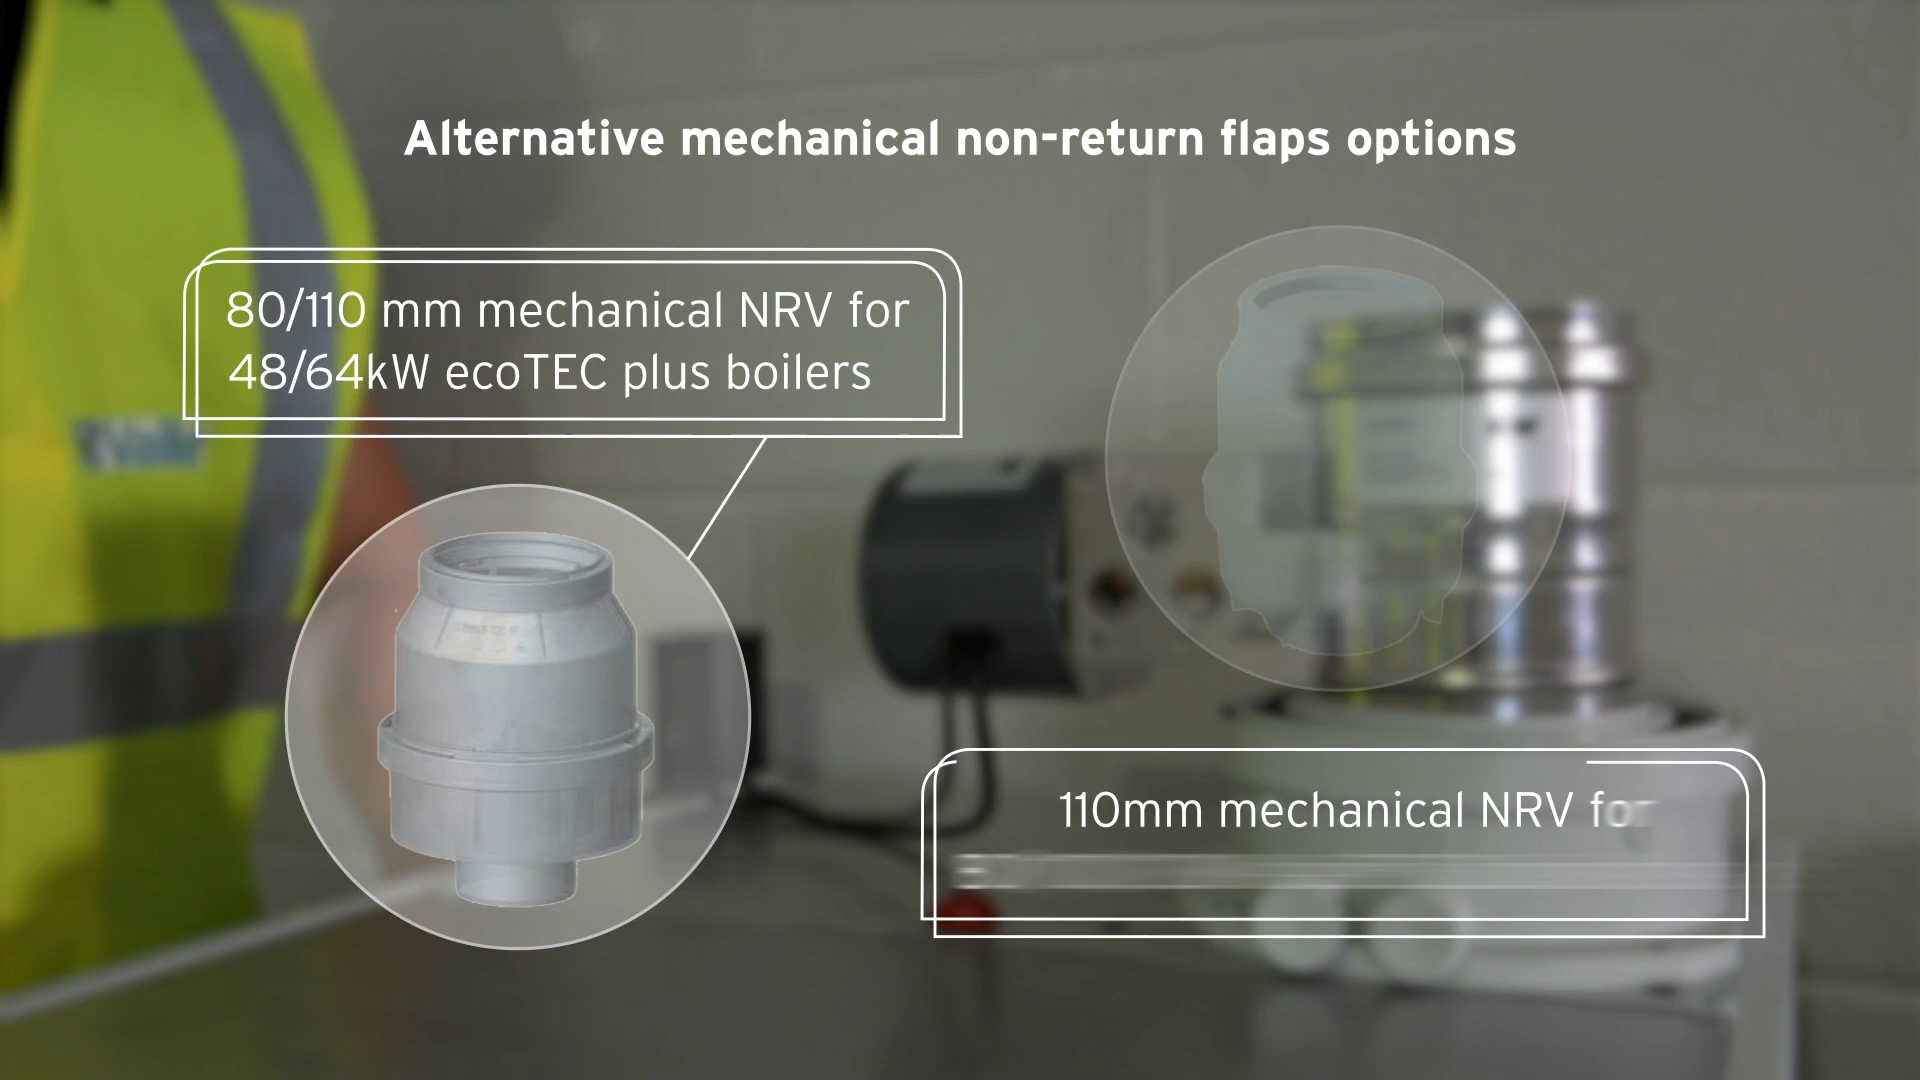 Alternative mechanical non-return flaps options
80/110 mm mechanical NRV for
48/64kW ecoTEC plus boilers
110mm mechanical NRV for